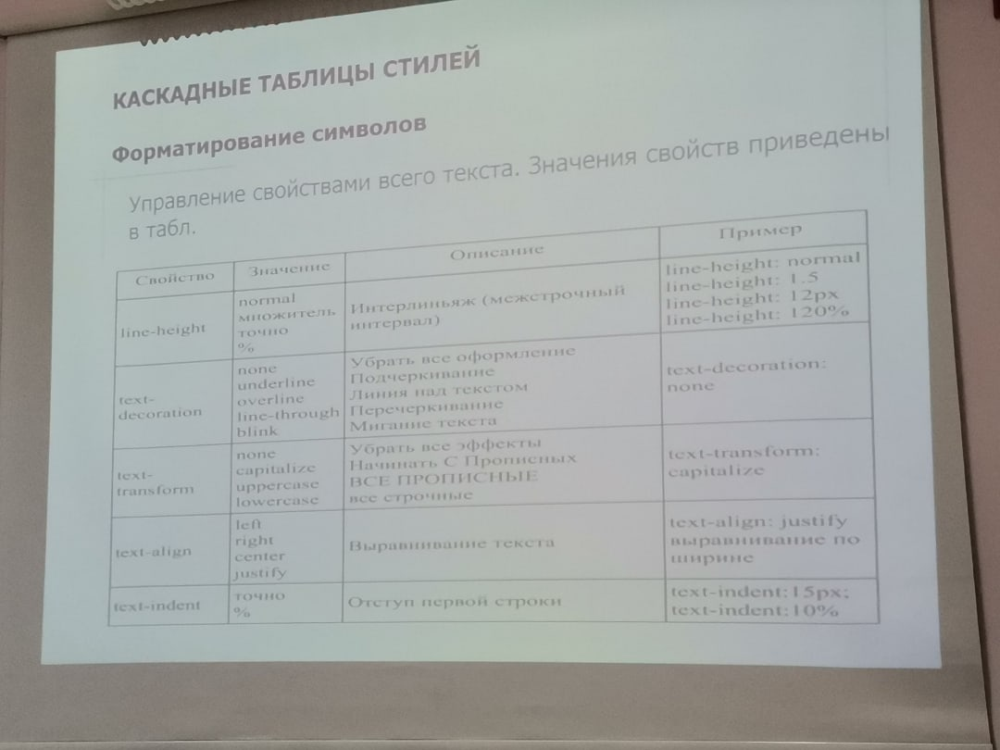 КАСКАДНЫЕ ТАБЛИЦЫ СТИЛЕЙ
Форматирование символов
Управление свойствами всего текста. Значения свойств приведены
в табл.
Свойство Значение Описание Пример
line-height
normal
множитель
точно
%
Интерлиньяж (межстрочный
интервал)
line-height: normal
line-height: 1.5
line-height: 12px
line-height: 120%
text-
decoration
none
underline
overline
line-through
blink
Убрать все оформление
Подчеркивание
Линия над текстом
Перечеркивание
Мигание текста
text-decoration:
none
text-
transform
none
capitalize
uppercase
lowercase
Убрать все эффекты
Начинать С Прописных
ВСЕ ПРОПИСНЫЕ
все строчные
text-transform:
capitalize
text-align
left
right
center
justify
Выравнивание текста
text-align: justify
выравнивание по
ширине
text-indent
точно
%
Отступ первой строки
text-indent:15px;
text-indent:10%